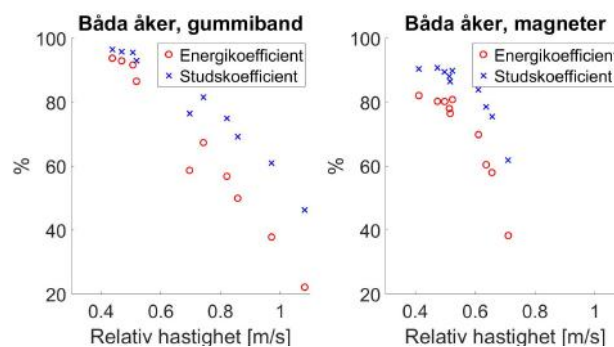 Båda åker, gummiband
Energikoefficient
Studskoefficient
%
100
80
60
40
20
0.4
0.6
0.8
1
Relativ hastighet [m/s]
Båda åker, magneter
Energikoefficient
Studskoefficient
%
100
80
60
40
20
0.4
0.6
0.8
1
Relativ hastighet [m/s]